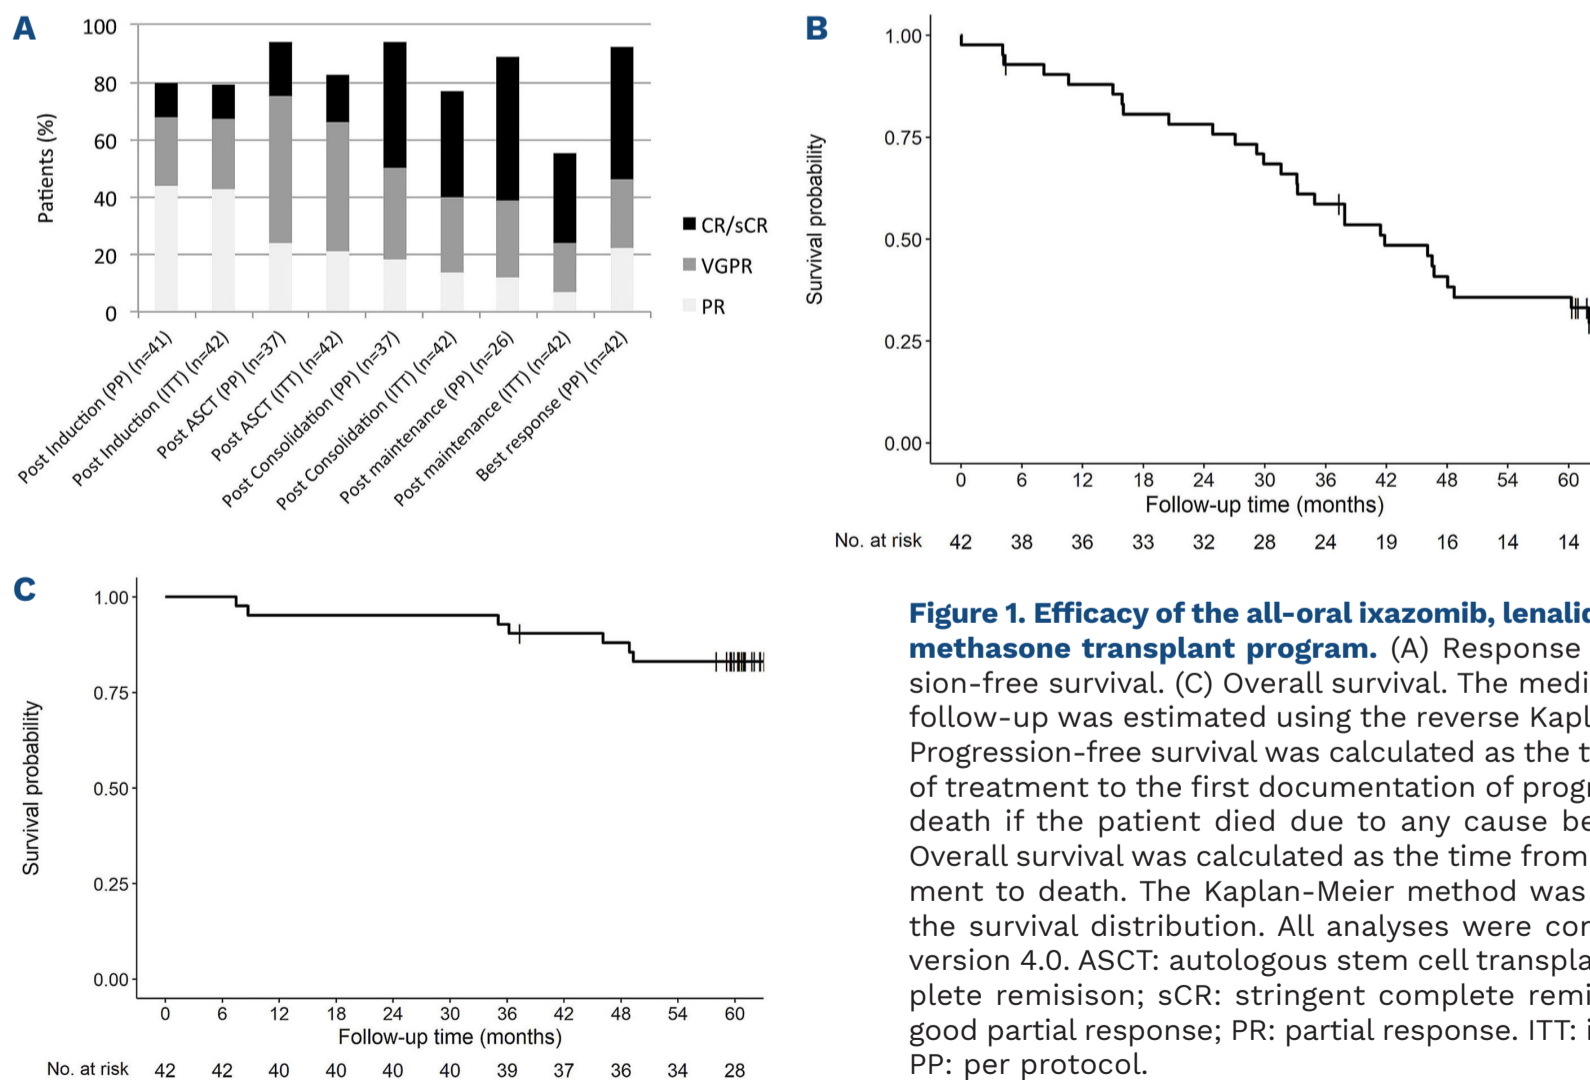 A
100
80
60
40
20
0
Patients (%)
CR/sCR
VGPR
PR
Post Induction (PP) (n=41)
Post Induction (ITT) (n=42)
Post ASCT (PP) (n=37)
Post ASCT (ITT) (n=42)
Post Consolidation (PP) (n=37)
Post Consolidation (ITT) (n=42)
Post maintenance (PP) (n=26)
Post maintenance (ITT) (n=42)
Best response (PP) (n=42)
B
1.00
0.75
0.50
0.25
0.00
Survival probability
0 6 12 18 24 30 36 42 48 54 60
Follow-up time (months)
No. at risk 42 38 36 33 32 28 24 19 16 14 14
C
1.00
0.75
0.50
0.25
0.00
Survival probability
0 6 12 18 24 30 36 42 48 54 60
Follow-up time (months)
No. at risk 42 42 40 40 40 40 39 37 36 34 28
Figure 1. Efficacy of the all-oral ixazomib, lenalid
methasone transplant program. (A) Response
sion-free survival. (C) Overall survival. The medi
follow-up was estimated using the reverse Kapl
Progression-free survival was calculated as the t
of treatment to the first documentation of progr
death if the patient died due to any cause be
Overall survival was calculated as the time from
ment to death. The Kaplan-Meier method was
the survival distribution. All analyses were con
version 4.0. ASCT: autologous stem cell transpla
plete remisison; sCR: stringent complete remi
good partial response; PR: partial response. ITT: i
PP: per protocol.